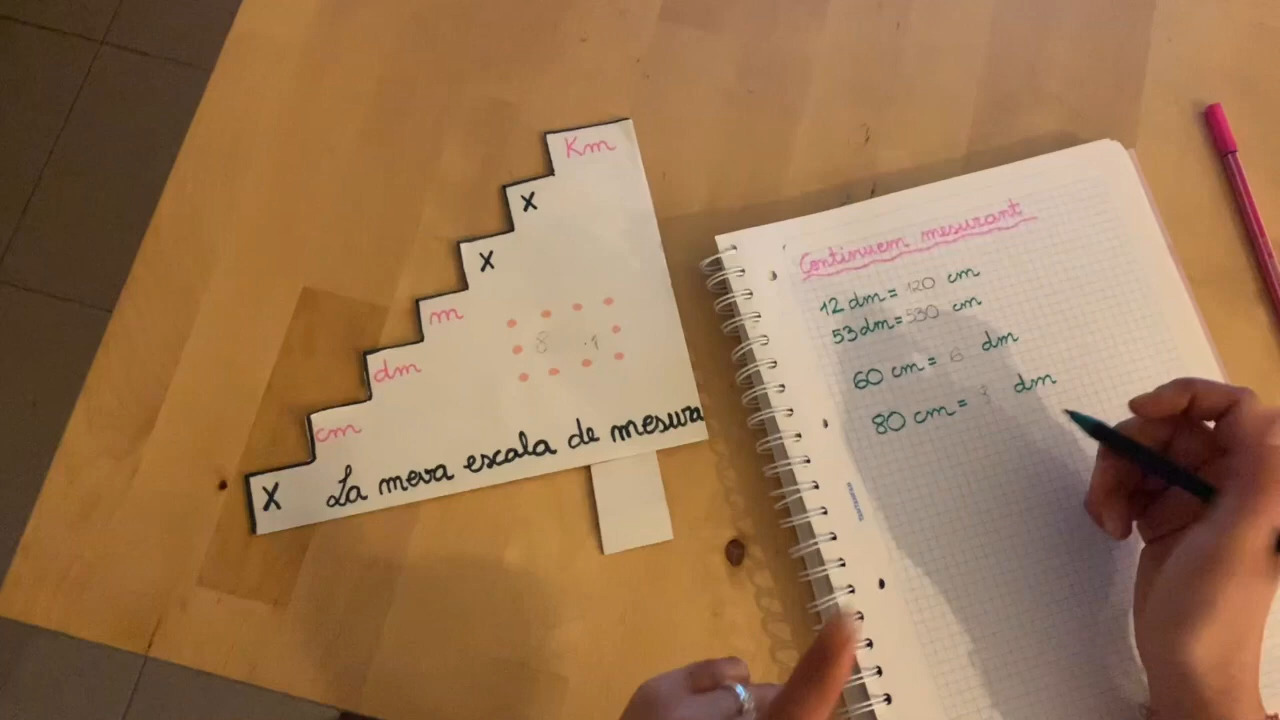 Km
X
X
m
dm
cm
X
La meva escala de mesura
8
Continuem mesurant
12 dm = 120 cm
53 dm = 530 cm
60 cm = 6 dm
80 cm = dm